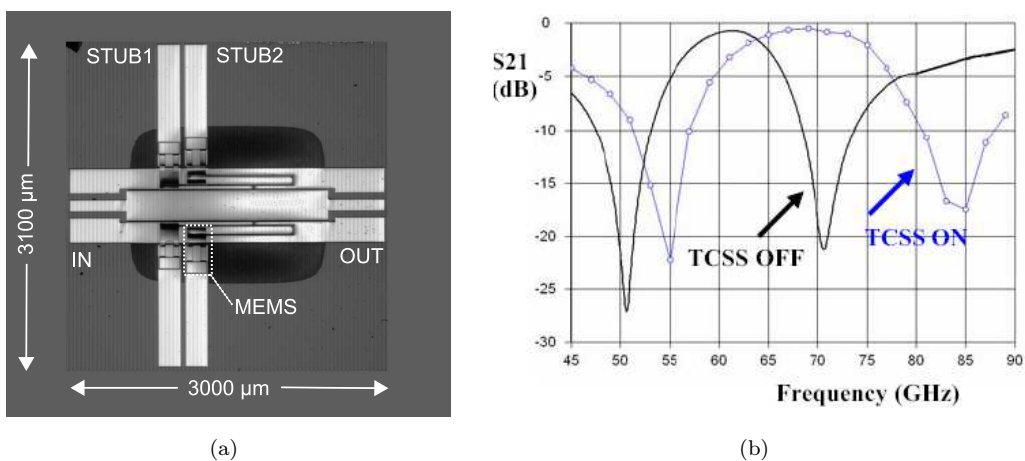 STUB1 STUB2
IN
OUT
MEMS
3100 µm
3000 µm
(a)
S21
(dB)
0
-5
-10
-15
-20
-25
-30
45 50 55 60 65 70 75 80 85 90
TCSS OFF
TCSS ON
Frequency (GHz)
(b)